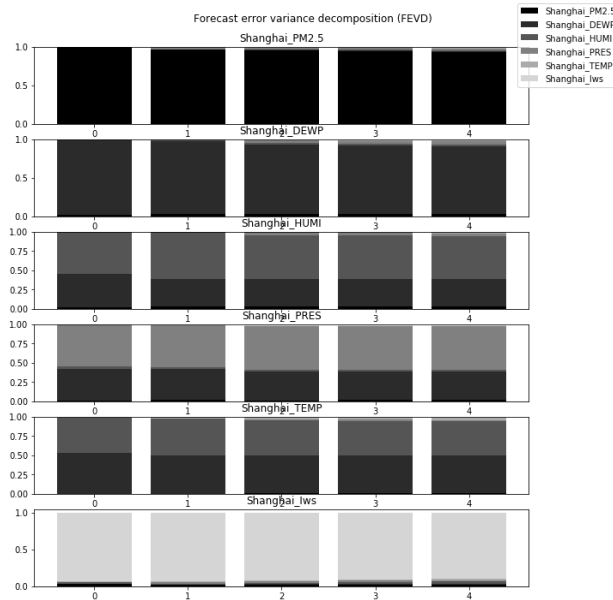 Forecast error variance decomposition (FEVD)
Shanghai_PM2.5
Shanghai_DEWP
Shanghai_HUMI
Shanghai_PRES
Shanghai_TEMP
Shanghai_Iws
Shanghai_PM2.5
1.0
0.5
0.0
0 1 2 3 4
Shanghai_DEWP
1.0
0.5
0.0
0 1 2 3 4
Shanghai_HUMI
1.00
0.75
0.50
0.25
0.00
0 1 2 3 4
Shanghai_PRES
1.00
0.75
0.50
0.25
0.00
0 1 2 3 4
Shanghai_TEMP
1.00
0.75
0.50
0.25
0.00
0 1 2 3 4
Shanghai_Iws
1.0
0.5
0.0
0 1 2 3 4